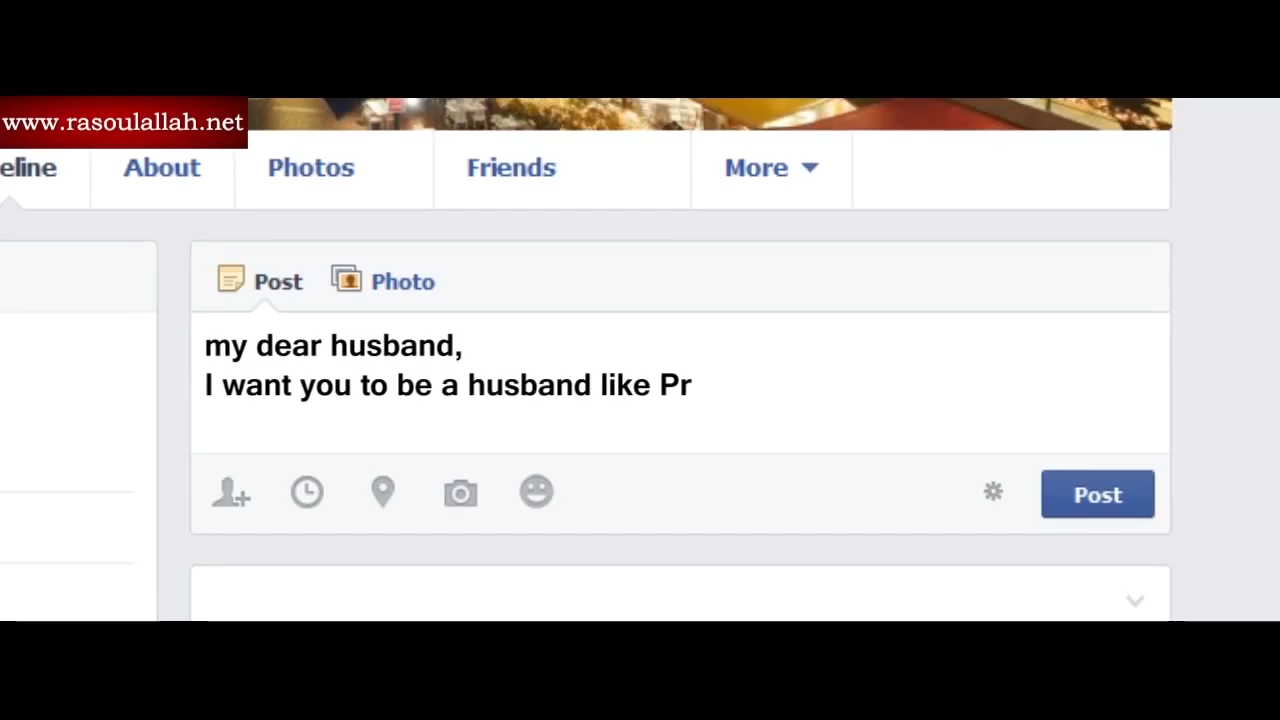 www.rasoulallah.net
eline About Photos Friends More
Post Photo
my dear husband,
I want you to be a husband like Pr
Post